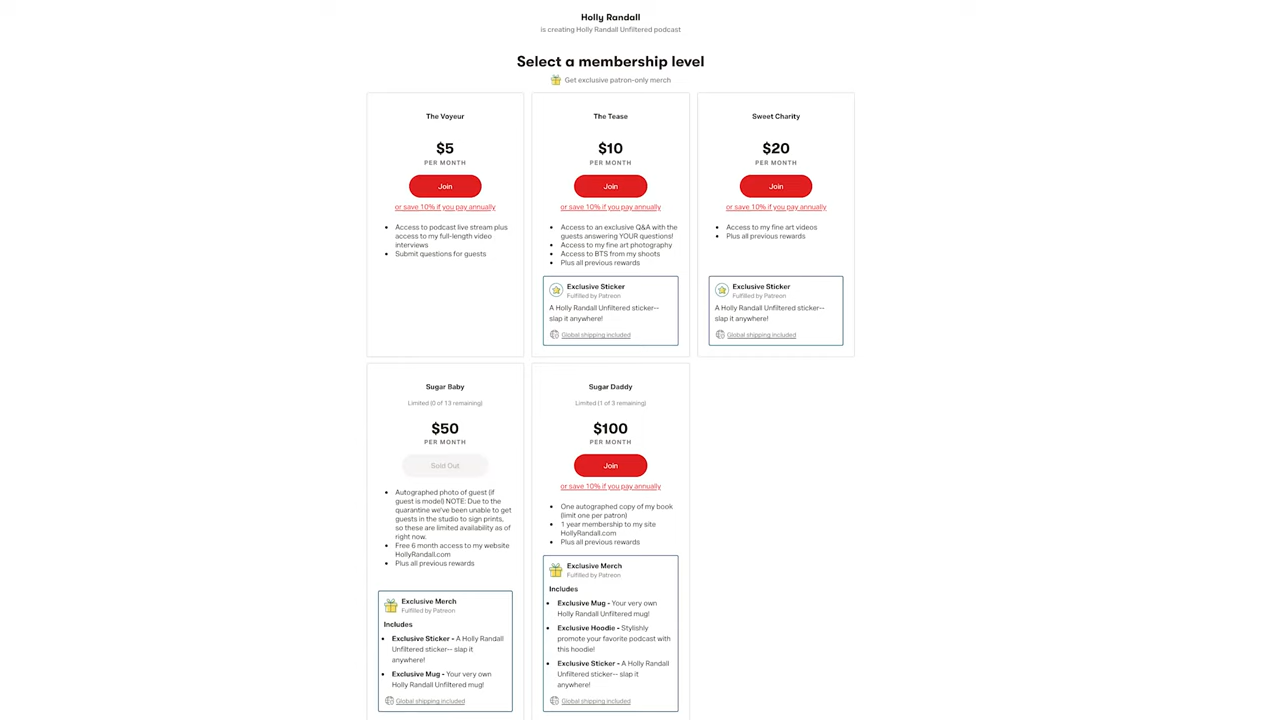 Holly Randall
is creating Holly Randall Unfiltered podcast
Select a membership level
Get exclusive patron-only merch
The Voyeur
$5
PER MONTH
Join
or save 10% if you pay annually
Access to podcast live stream plus
access to my full-length video
interviews
Submit questions for guests
The Tease
$10
PER MONTH
Join
or save 10% if you pay annually
Access to an exclusive Q&A with the
guests answering YOUR questions!
Access to my fine art photography
Access to BTS from my shoots
Plus all previous rewards
Exclusive Sticker
Fulfilled by Patreon
A Holly Randall Unfiltered sticker--
slap it anywhere!
Global shipping included
Sweet Charity
$20
PER MONTH
Join
or save 10% if you pay annually
Access to my fine art videos
Plus all previous rewards
Exclusive Sticker
Fulfilled by Patreon
A Holly Randall Unfiltered sticker--
slap it anywhere!
Global shipping included
Sugar Baby
Limited (0 of 13 remaining)
$50
PER MONTH
Sold Out
Autographed photo of guest (if
guest is model) NOTE: Due to the
quarantine we've been unable to get
guests in the studio to sign prints,
so these are limited availability as of
right now.
Free 6 month access to my website
HollyRandall.com
Plus all previous rewards
Exclusive Merch
Fulfilled by Patreon
Includes
Exclusive Sticker - A Holly Randall
Unfiltered sticker-- slap it
anywhere!
Exclusive Mug - Your very own
Holly Randall Unfiltered mug!
Global shipping included
Sugar Daddy
Limited (1 of 3 remaining)
$100
PER MONTH
Join
or save 10% if you pay annually
One autographed copy of my book
(limit one per patron)
1 year membership to my site
HollyRandall.com
Plus all previous rewards
Exclusive Merch
Fulfilled by Patreon
Includes
Exclusive Mug - Your very own
Holly Randall Unfiltered mug!
Exclusive Hoodie - Stylishly
promote your favorite podcast with
this hoodie!
Exclusive Sticker - A Holly Randall
Unfiltered sticker-- slap it
anywhere!
Global shipping included